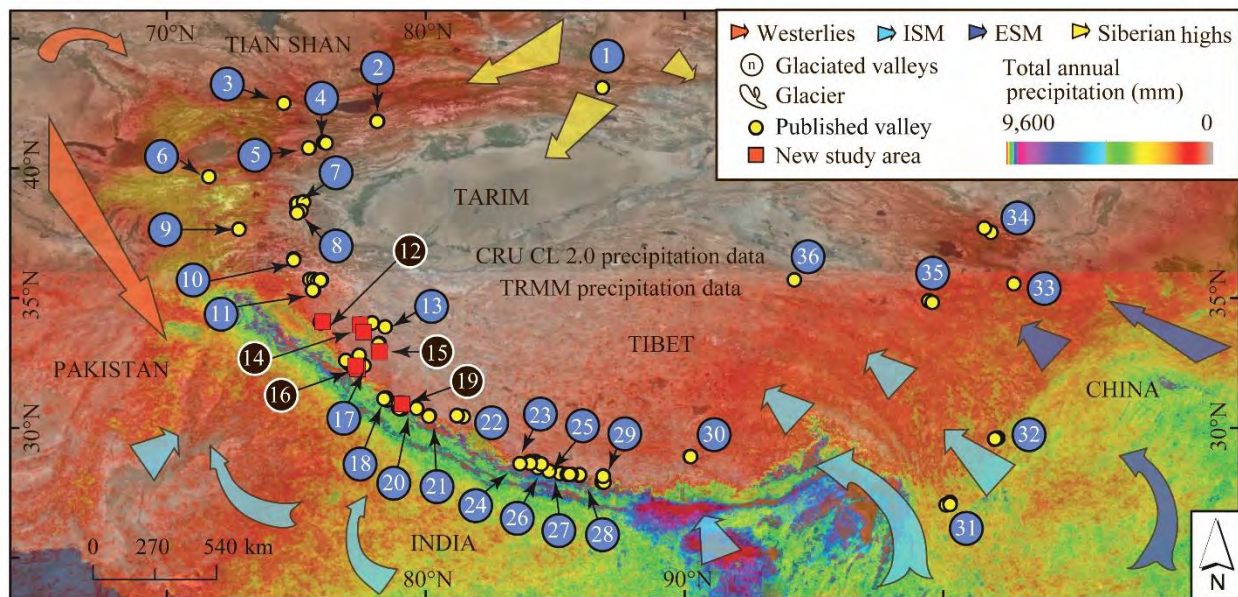 70°N
80°N
TIAN SHAN
1
2
3
4
5
6
7
8
9
10
11
12
13
14
15
16
17
18
19
20
21
22
23
24
25
26
27
28
29
30
31
32
33
34
35
36
40°N
40°N
35°N
35°N
30°N
30°N
TARIM
CRU CL 2.0 precipitation data
TRMM precipitation data
TIBET
PAKISTAN
CHINA
INDIA
0 270 540 km
80°N
90°N
N
Westerlies ISM ESM Siberian highs
n Glaciated valleys
Glacier
Published valley
New study area
Total annual
precipitation (mm)
9,600 0